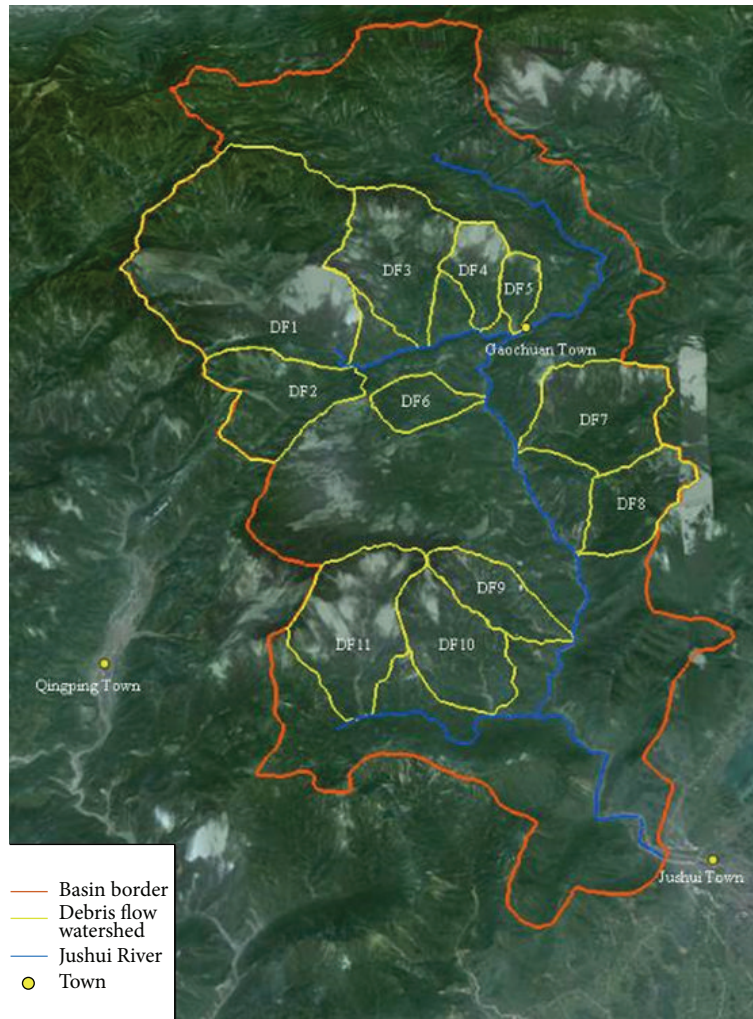 DF3
DF4
DF5
DF1
Gaochuan Town
DF2
DF6
DF7
DF8
DF9
DF11
DF10
Qingping Town
Jushui Town
Basin border
Debris flow
watershed
Jushui River
Town